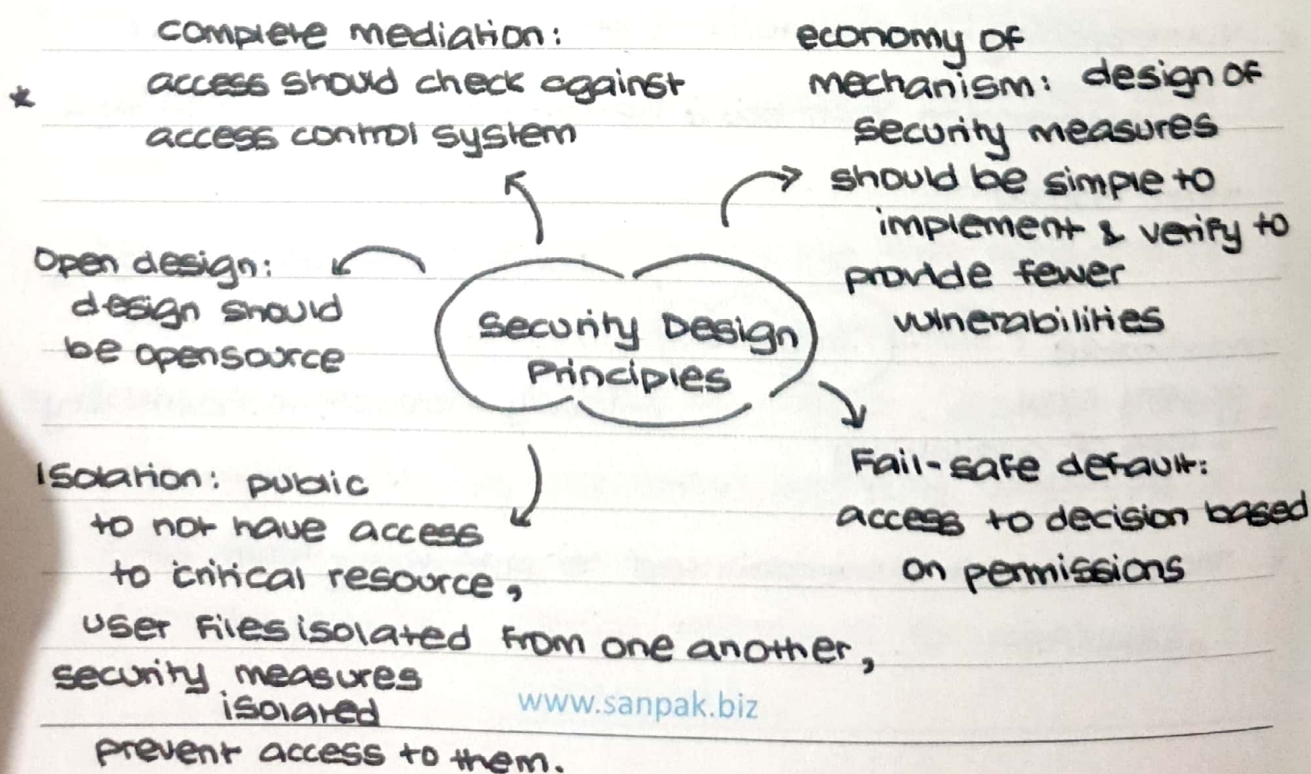 complete mediation:
* access should check against
access control system
economy of
mechanism: design of
security measures
should be simple to
implement & verify to
provide fewer
vulnerabilities
Open design:
design should
be opensource
Security Design
Principles
Fail-safe default:
access to decision based
on permissions
Isolation: public
to not have access
to critical resource,
user files isolated from one another,
security measures
isolated
prevent access to them.
www.sanpak.biz